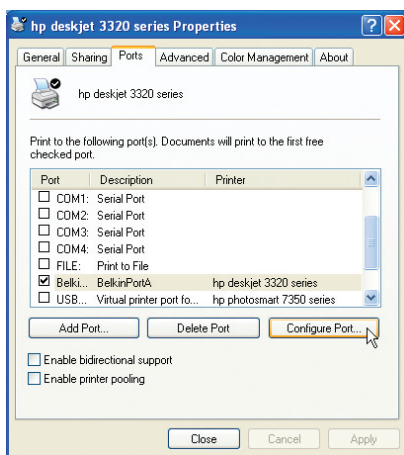 hp deskjet 3320 series Properties
General Sharing Ports Advanced Color Management About
hp deskjet 3320 series
Print to the following port(s). Documents will print to the first free
checked port.
Port Description Printer
COM1: Serial Port
COM2: Serial Port
COM3: Serial Port
COM4: Serial Port
FILE: Print to File
Belki... BelkinPortA hp deskjet 3320 series
USB... Virtual printer port fo... hp photosmart 7350 series
Add Port... Delete Port Configure Port...
Enable bidirectional support
Enable printer pooling
Close Cancel Apply